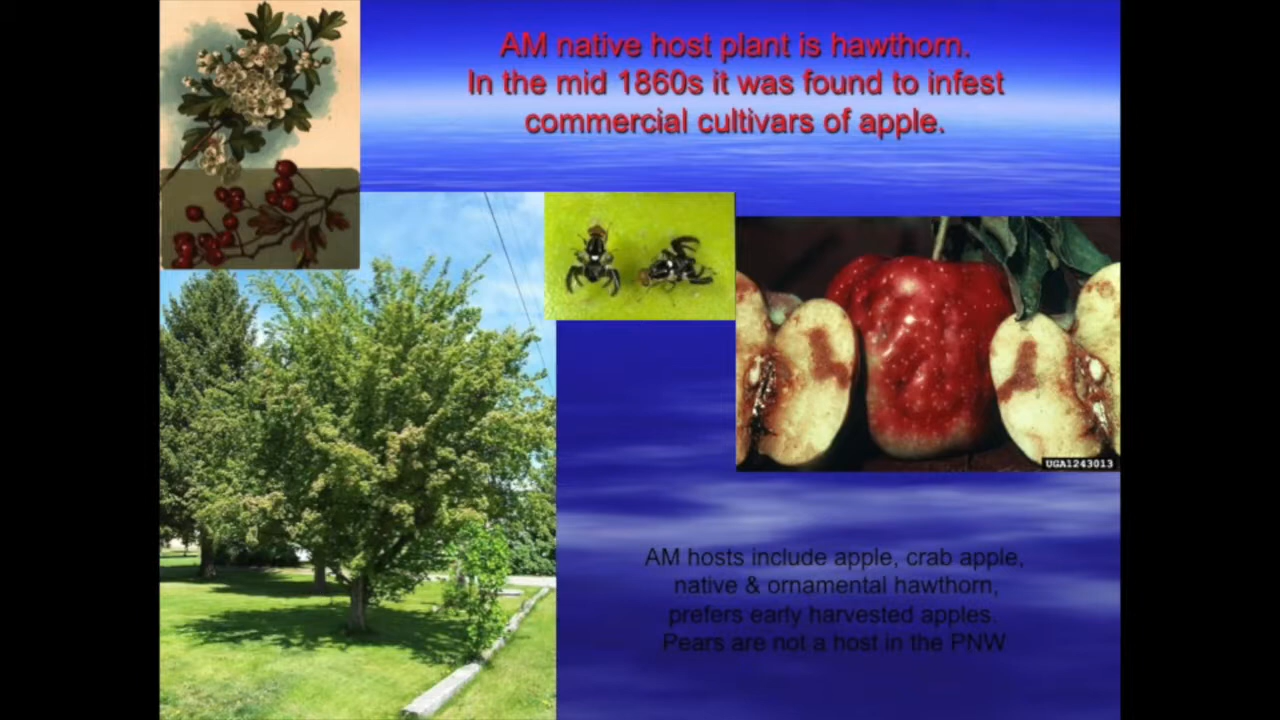 AM native host plant is hawthorn.
In the mid 1860s it was found to infest
commercial cultivars of apple.
UGA1243013
AM hosts include apple, crab apple,
native & ornamental hawthorn,
prefers early harvested apples.
Pears are not a host in the PNW